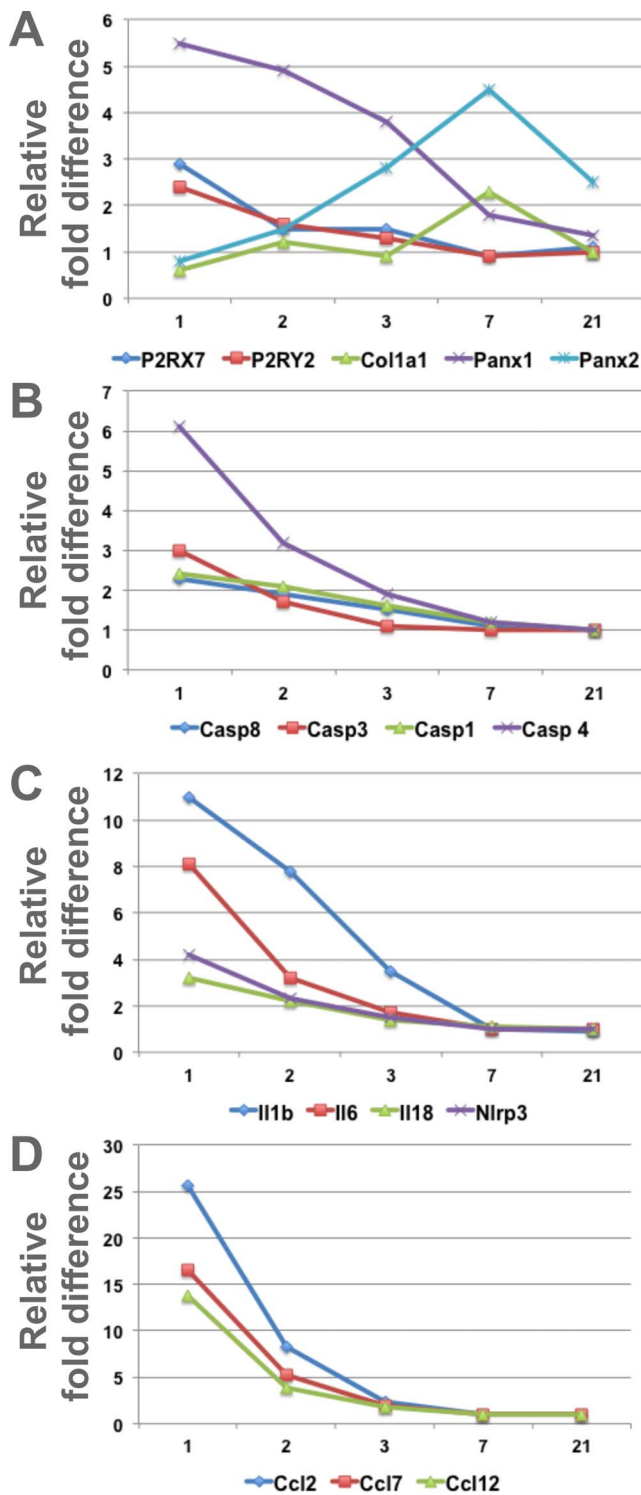 A
Relative
fold difference
6
5
4
3
2
1
0
1 2 3 7 21
P2RX7 P2RY2 Col1a1 Panx1 Panx2
B
Relative
fold difference
7
6
5
4
3
2
1
0
1 2 3 7 21
Casp8 Casp3 Casp1 Casp 4
C
Relative
fold difference
12
10
8
6
4
2
0
1 2 3 7 21
Il1b Il6 Il18 Nlrp3
D
Relative
fold difference
30
25
20
15
10
5
0
1 2 3 7 21
Ccl2 Ccl7 Ccl12